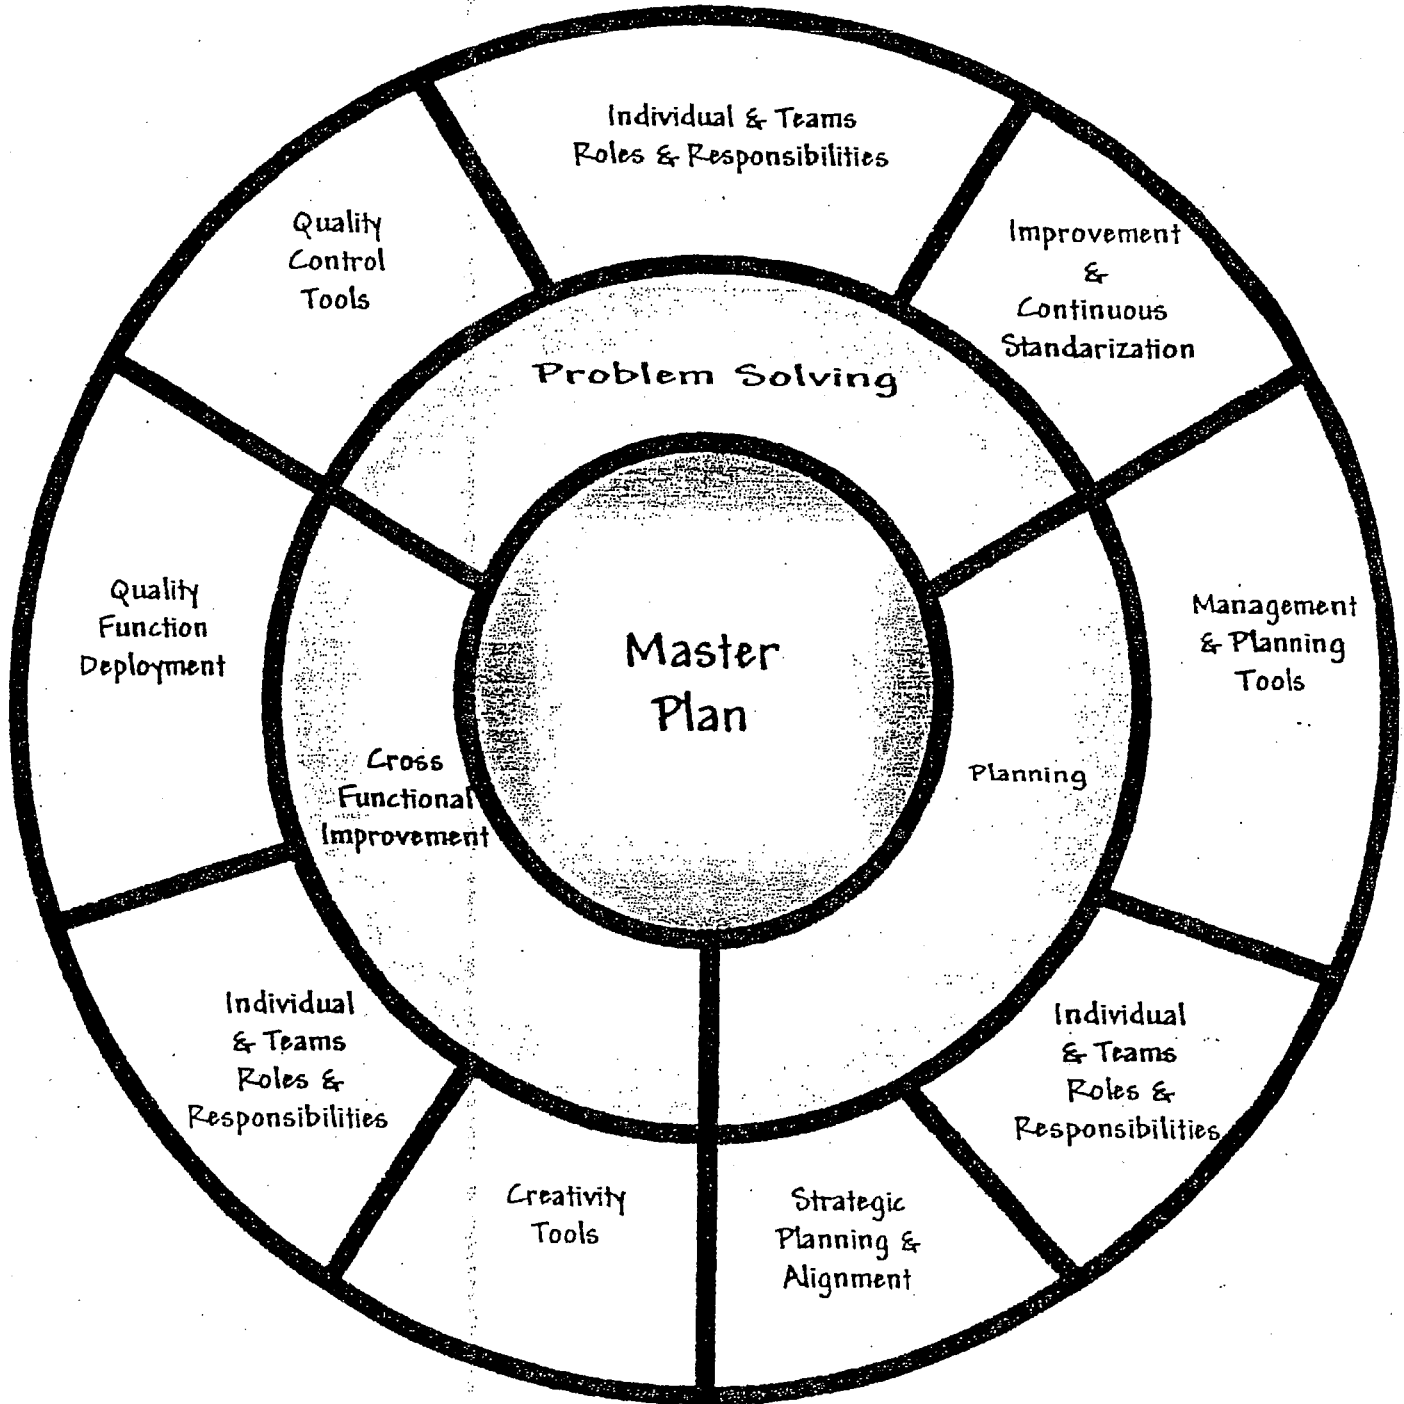 Individual & Teams
Roles & Responsibilities
Quality
Control
Tools
Improvement
&
Continuous
Standarization
Problem Solving
Quality
Function
Deployment
Management
& Planning
Tools
Master
Plan
Cross
Functional
Improvement
Planning
Individual
& Teams
Roles &
Responsibilities
Individual
& Teams
Roles &
Responsibilities
Creativity
Tools
Strategic
Planning &
Alignment